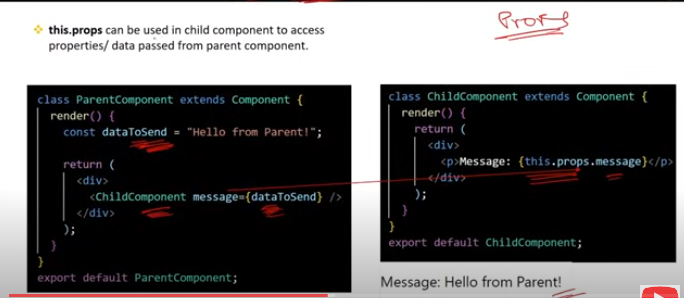 Props
❖ this.props can be used in child component to access
properties/ data passed from parent component.
class ParentComponent extends Component {
render() {
const dataToSend = "Hello from Parent!";
return (
<div>
<ChildComponent message={dataToSend} />
</div>
);
}
}
export default ParentComponent;
class ChildComponent extends Component {
render() {
return (
<div>
<p>Message: {this.props.message}</p>
</div>
);
}
}
export default ChildComponent;
Message: Hello from Parent!